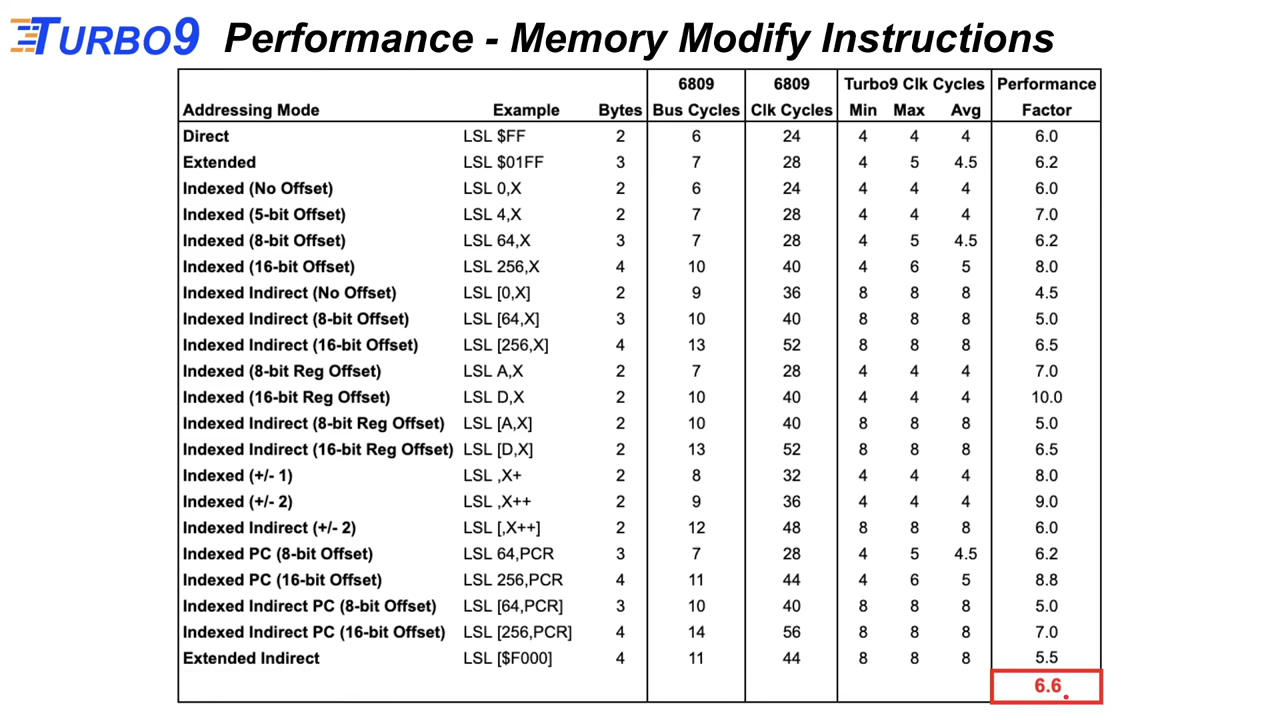 TURBO9 Performance - Memory Modify Instructions
6809 6809 Turbo9 Clk Cycles Performance
Addressing Mode Example Bytes Bus Cycles Clk Cycles Min Max Avg Factor
Direct LSL $FF 2 6 24 4 4 4 6.0
Extended LSL $01FF 3 7 28 4 5 4.5 6.2
Indexed (No Offset) LSL 0,X 2 6 24 4 4 4 6.0
Indexed (5-bit Offset) LSL 4,X 2 7 28 4 4 4 7.0
Indexed (8-bit Offset) LSL 64,X 3 7 28 4 5 4.5 6.2
Indexed (16-bit Offset) LSL 256,X 4 10 40 4 6 5 8.0
Indexed Indirect (No Offset) LSL [0,X] 2 9 36 8 8 8 4.5
Indexed Indirect (8-bit Offset) LSL [64,X] 3 10 40 8 8 8 5.0
Indexed Indirect (16-bit Offset) LSL [256,X] 4 13 52 8 8 8 6.5
Indexed (8-bit Reg Offset) LSL A,X 2 7 28 4 4 4 7.0
Indexed (16-bit Reg Offset) LSL D,X 2 10 40 4 4 4 10.0
Indexed Indirect (8-bit Reg Offset) LSL [A,X] 2 10 40 8 8 8 5.0
Indexed Indirect (16-bit Reg Offset) LSL [D,X] 2 13 52 8 8 8 6.5
Indexed (+/- 1) LSL ,X+ 2 8 32 4 4 4 8.0
Indexed (+/- 2) LSL ,X++ 2 9 36 4 4 4 9.0
Indexed Indirect (+/- 2) LSL [,X++] 2 12 48 8 8 8 6.0
Indexed PC (8-bit Offset) LSL 64,PCR 3 7 28 4 5 4.5 6.2
Indexed PC (16-bit Offset) LSL 256,PCR 4 11 44 4 6 5 8.8
Indexed Indirect PC (8-bit Offset) LSL [64,PCR] 3 10 40 8 8 8 5.0
Indexed Indirect PC (16-bit Offset) LSL [256,PCR] 4 14 56 8 8 8 7.0
Extended Indirect LSL [$F000] 4 11 44 8 8 8 5.5
6.6